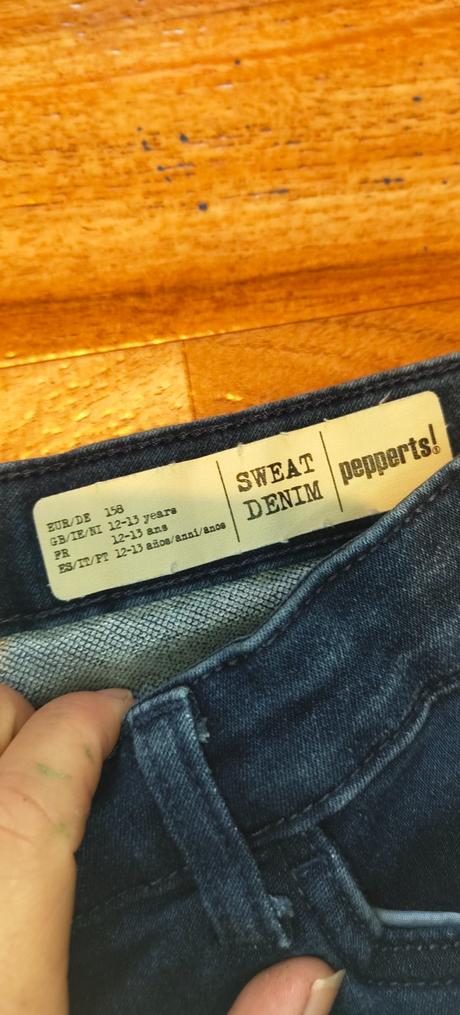 EUR/DE 158
GB/IE/NI 12-13 years
FR 12-13 ans
ES/IT/PT 12-13 años/anni/anos
SWEAT
DENIM
pepperts!®